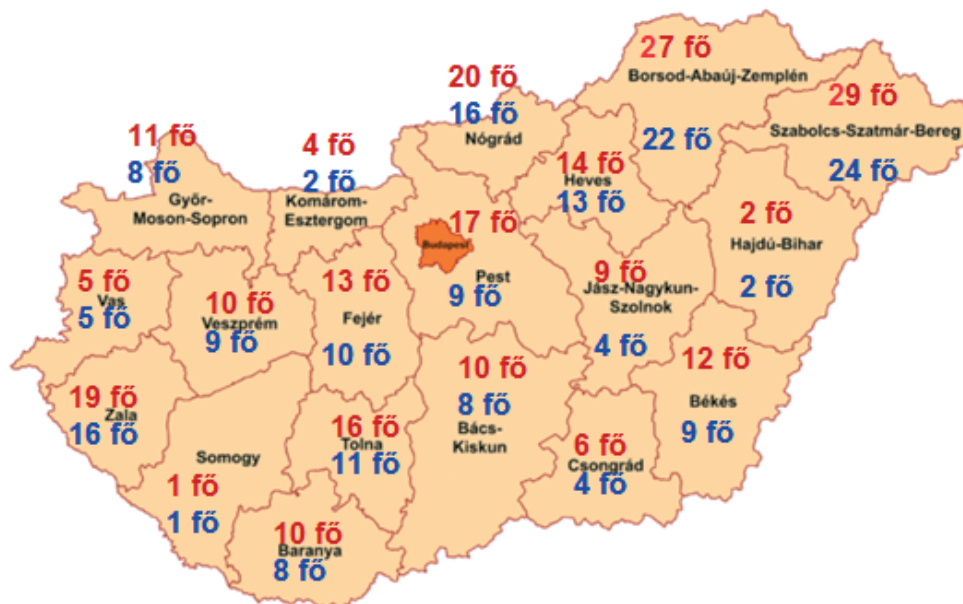 27 fő
Borsod-Abaúj-Zemplén
22 fő
29 fő
Szabolcs-Szatmár-Bereg
24 fő
20 fő
16 fő
Nógrád
11 fő
8 fő
Győr-
Moson-Sopron
4 fő
2 fő
Komárom-
Esztergom
14 fő
Heves
13 fő
17 fő
Budapest
Pest
9 fő
2 fő
Hajdú-Bihar
2 fő
9 fő
Jász-Nagykun-
Szolnok
4 fő
5 fő
Vas
5 fő
10 fő
Veszprém
9 fő
13 fő
Fejér
10 fő
12 fő
Békés
9 fő
10 fő
8 fő
Bács-
Kiskun
19 fő
Zala
16 fő
16 fő
Tolna
11 fő
Somogy
1 fő
1 fő
6 fő
Csongrád
4 fő
10 fő
Baranya
8 fő